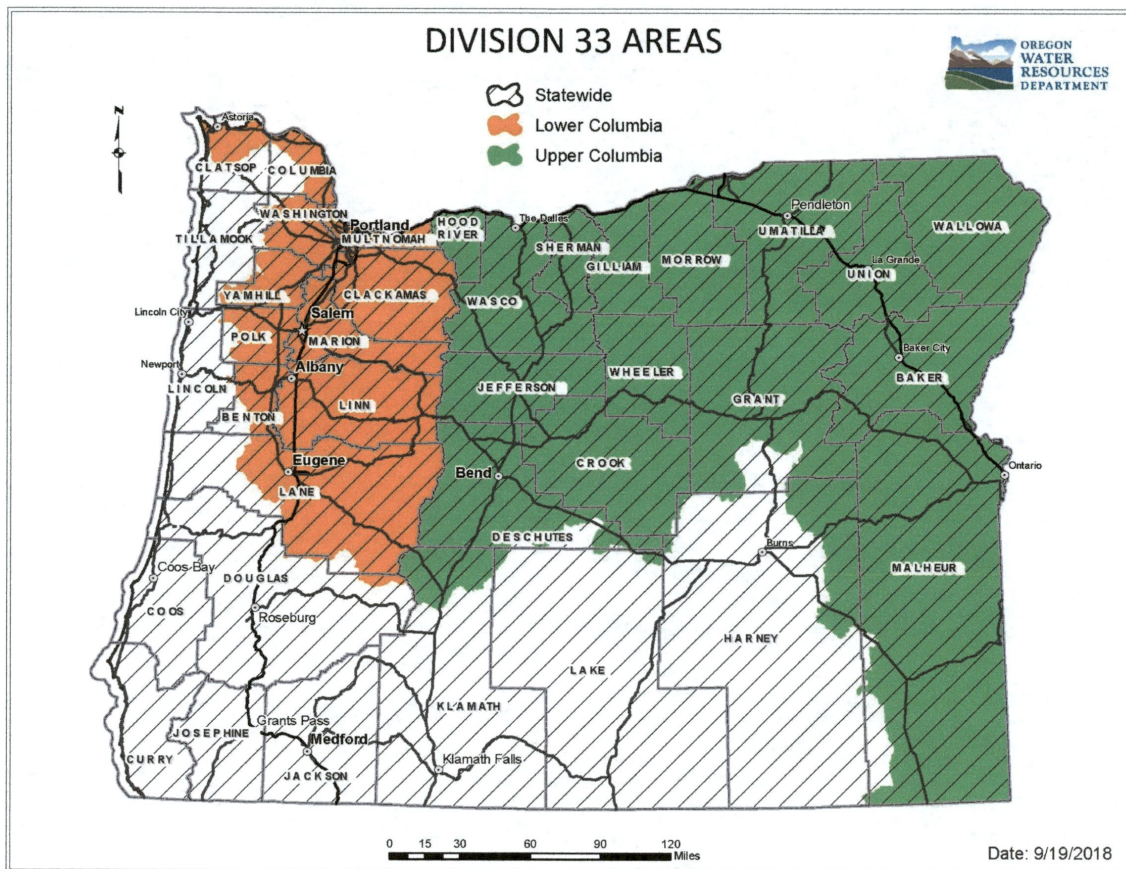 DIVISION 33 AREAS
OREGON
WATER
RESOURCES
DEPARTMENT
Statewide
Lower Columbia
Upper Columbia
N
Astoria
CLATSOP
COLUMBIA
WASHINGTON
Portland
MULTNOMAH
HOOD
RIVER
The Dalles
SHERMAN
GILLIAM
MORROW
Pendleton
UMATILLA
WALLOWA
La Grande
UNION
TILLAMOOK
YAMHILL
CLACKAMAS
WASCO
Lincoln City
Salem
POLK
MARION
Newport
Albany
LINCOLN
LINN
BENTON
JEFFERSON
WHEELER
GRANT
Baker City
BAKER
Eugene
LANE
Bend
CROOK
Ontario
DESCHUTES
Burns
MALHEUR
Coos Bay
DOUGLAS
COOS
Roseburg
HARNEY
LAKE
KLAMATH
Grants Pass
JOSEPHINE
Medford
CURRY
JACKSON
Klamath Falls
0 15 30 60 90 120
Miles
Date: 9/19/2018